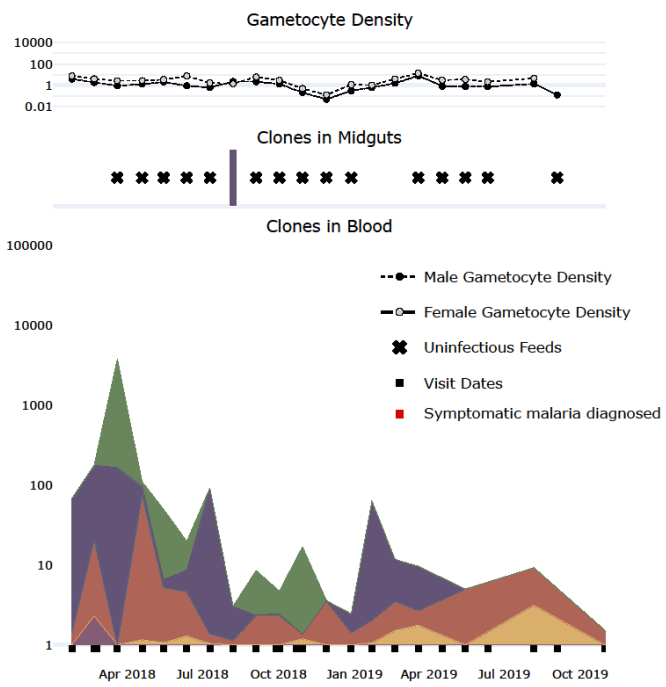 Gametocyte Density
10000
100
1
0.01
Clones in Midguts
Clones in Blood
100000
10000
1000
100
10
1
Male Gametocyte Density
Female Gametocyte Density
Uninfectious Feeds
Visit Dates
Symptomatic malaria diagnosed
Apr 2018 Jul 2018 Oct 2018 Jan 2019 Apr 2019 Jul 2019 Oct 2019